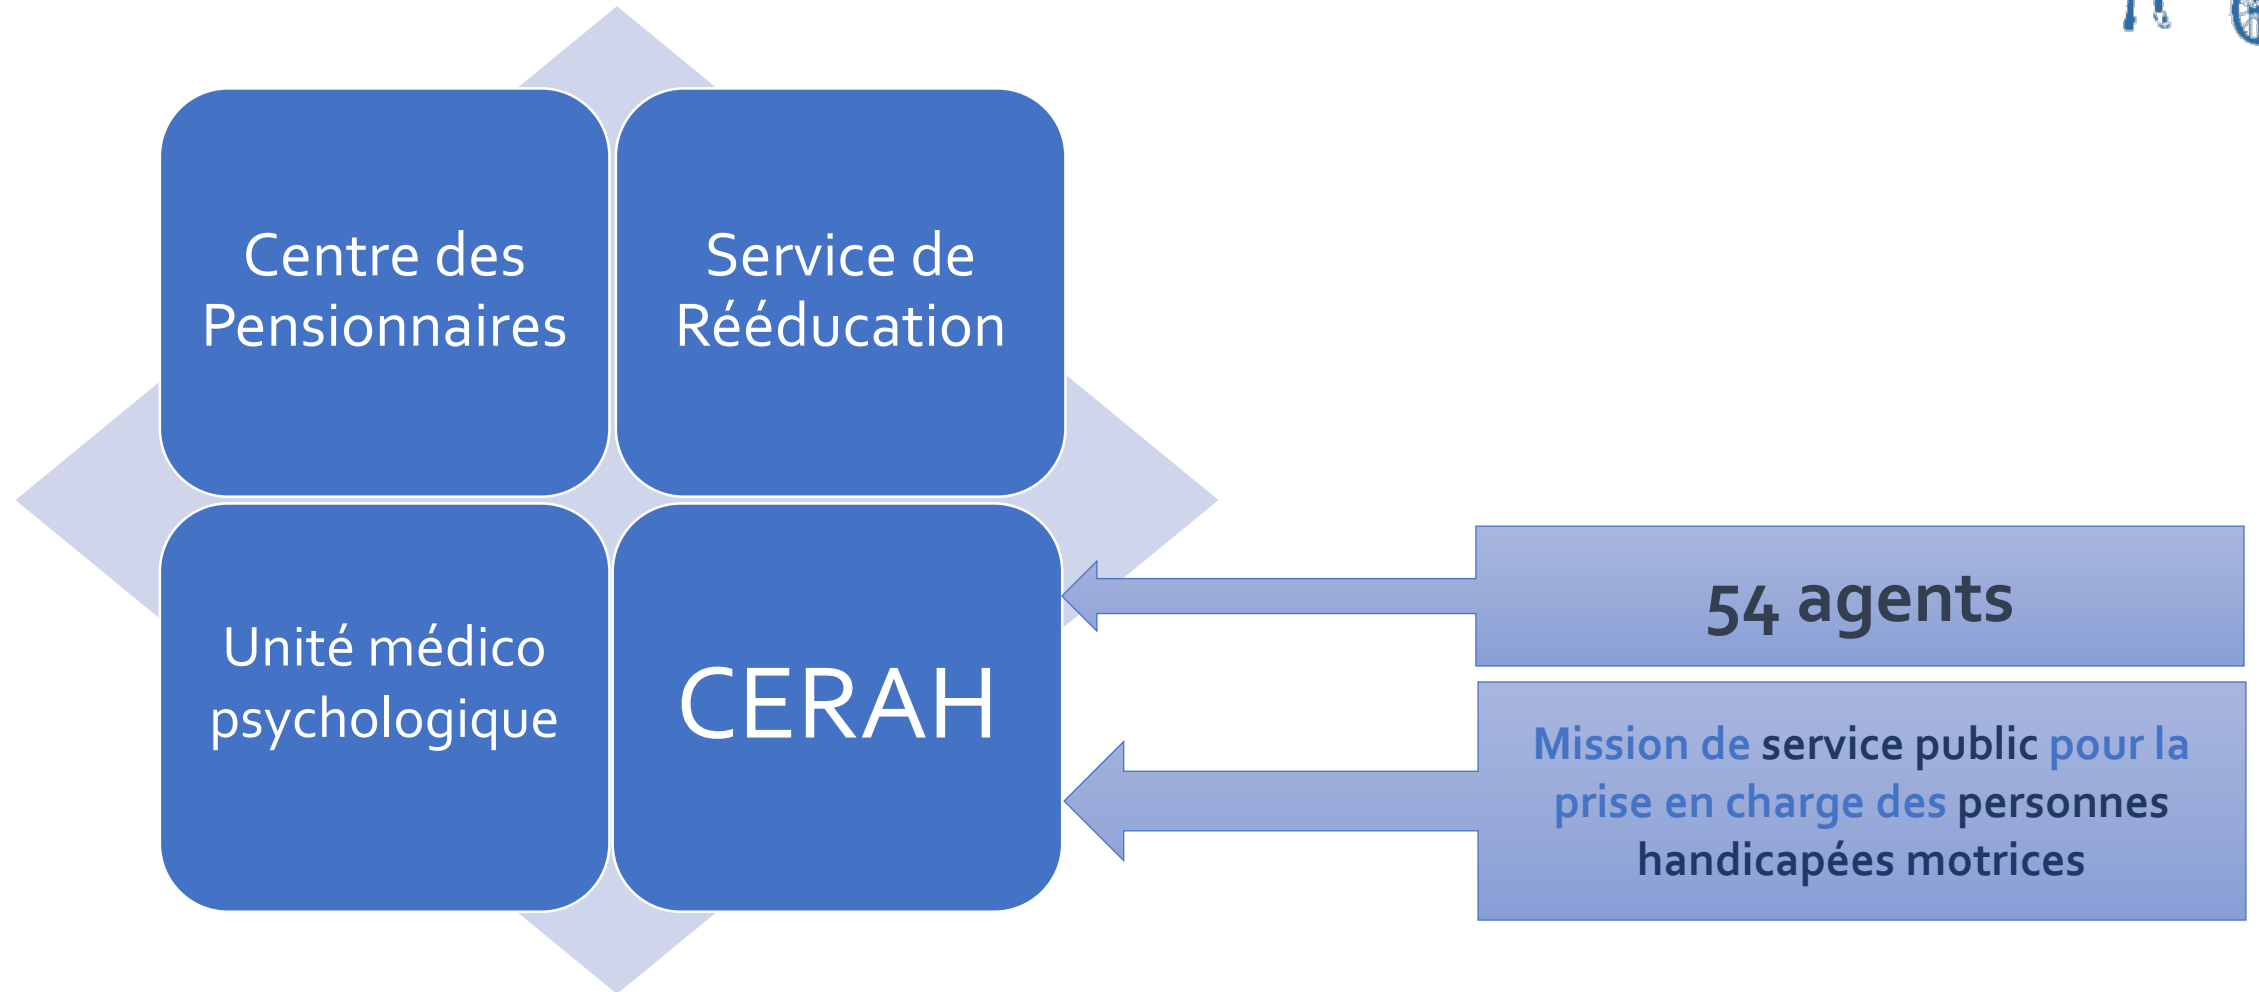 Centre des
Pensionnaires
Service de
Rééducation
Unité médico
psychologique
CERAH
54 agents
Mission de service public pour la
prise en charge des personnes
handicapées motrices